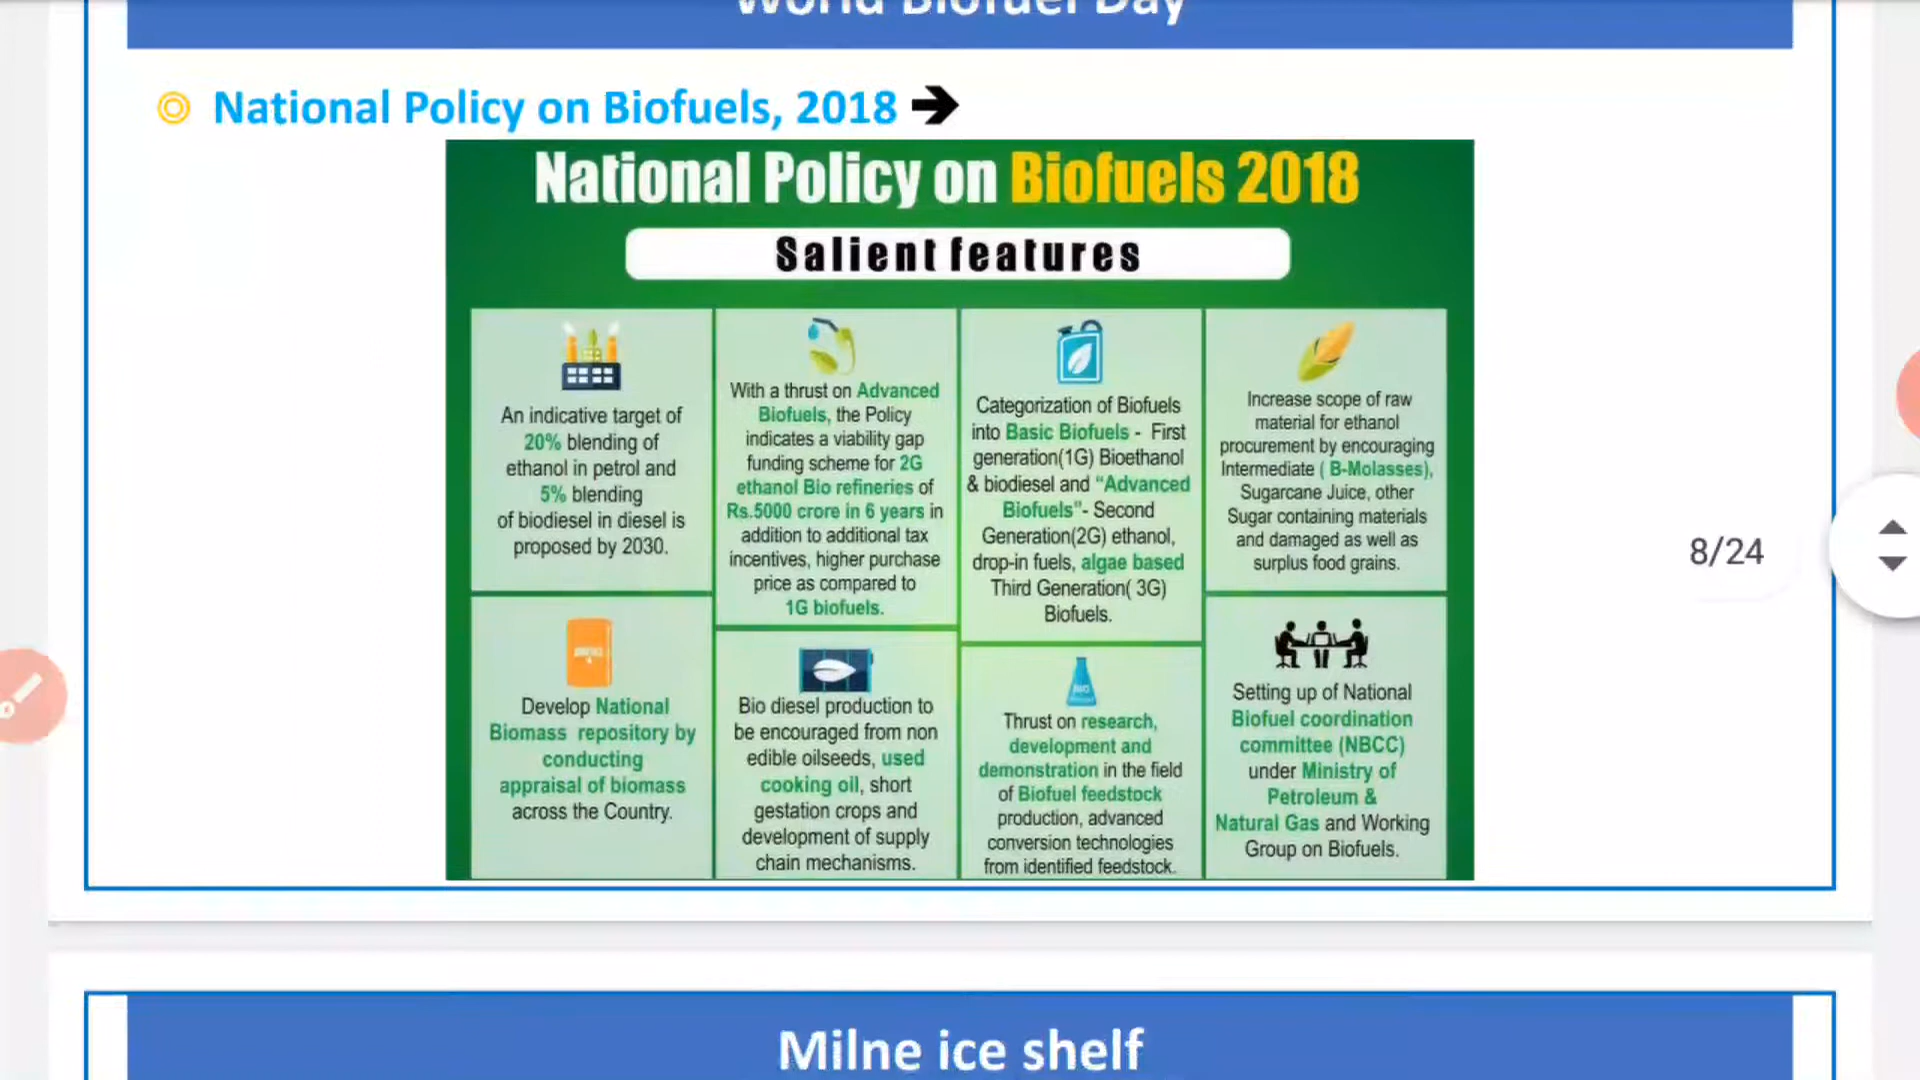 World Biofuel Day
National Policy on Biofuels, 2018
National Policy on Biofuels 2018
Salient features
An indicative target of
20% blending of
ethanol in petrol and
5% blending
of biodiesel in diesel is
proposed by 2030.
With a thrust on Advanced
Biofuels, the Policy
indicates a viability gap
funding scheme for 2G
ethanol Bio refineries of
Rs.5000 crore in 6 years in
addition to additional tax
incentives, higher purchase
price as compared to
1G biofuels.
Categorization of Biofuels
into Basic Biofuels - First
generation(1G) Bioethanol
& biodiesel and “Advanced
Biofuels”- Second
Generation(2G) ethanol,
drop-in fuels, algae based
Third Generation( 3G)
Biofuels.
Increase scope of raw
material for ethanol
procurement by encouraging
Intermediate ( B-Molasses),
Sugarcane Juice, other
Sugar containing materials
and damaged as well as
surplus food grains.
8/24
Develop National
Biomass repository by
conducting
appraisal of biomass
across the Country.
Bio diesel production to
be encouraged from non
edible oilseeds, used
cooking oil, short
gestation crops and
development of supply
chain mechanisms.
BIO
Thrust on research,
development and
demonstration in the field
of Biofuel feedstock
production, advanced
conversion technologies
from identified feedstock.
Setting up of National
Biofuel coordination
committee (NBCC)
under Ministry of
Petroleum &
Natural Gas and Working
Group on Biofuels.
Milne ice shelf